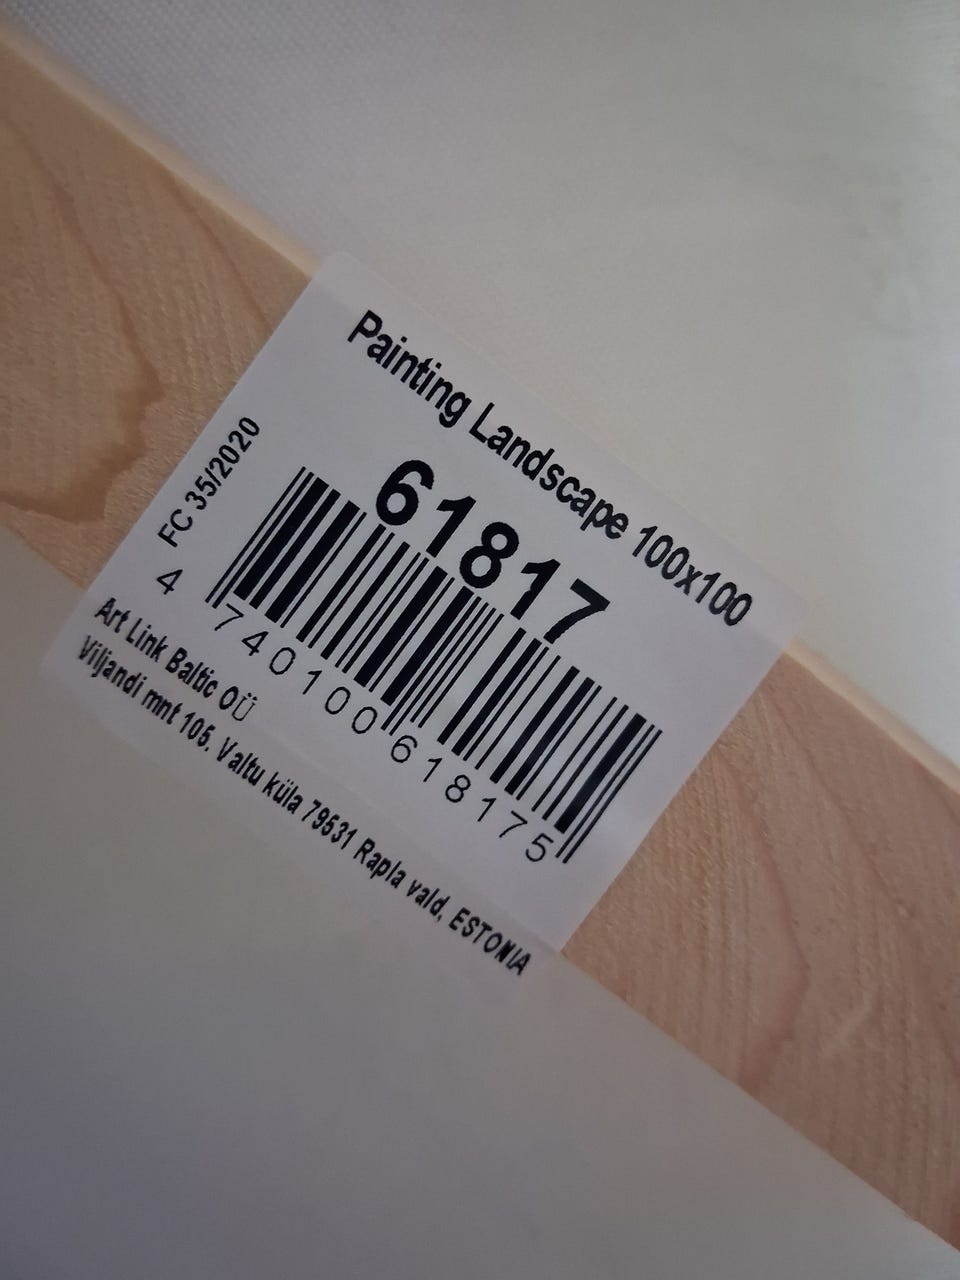 Painting Landscape 100x100
61817
FC 35/2020
4 740100 618175
Art Link Baltic OÜ
Viljandi mnt 105. Valtu küla 79531 Rapla vald, ESTONIA